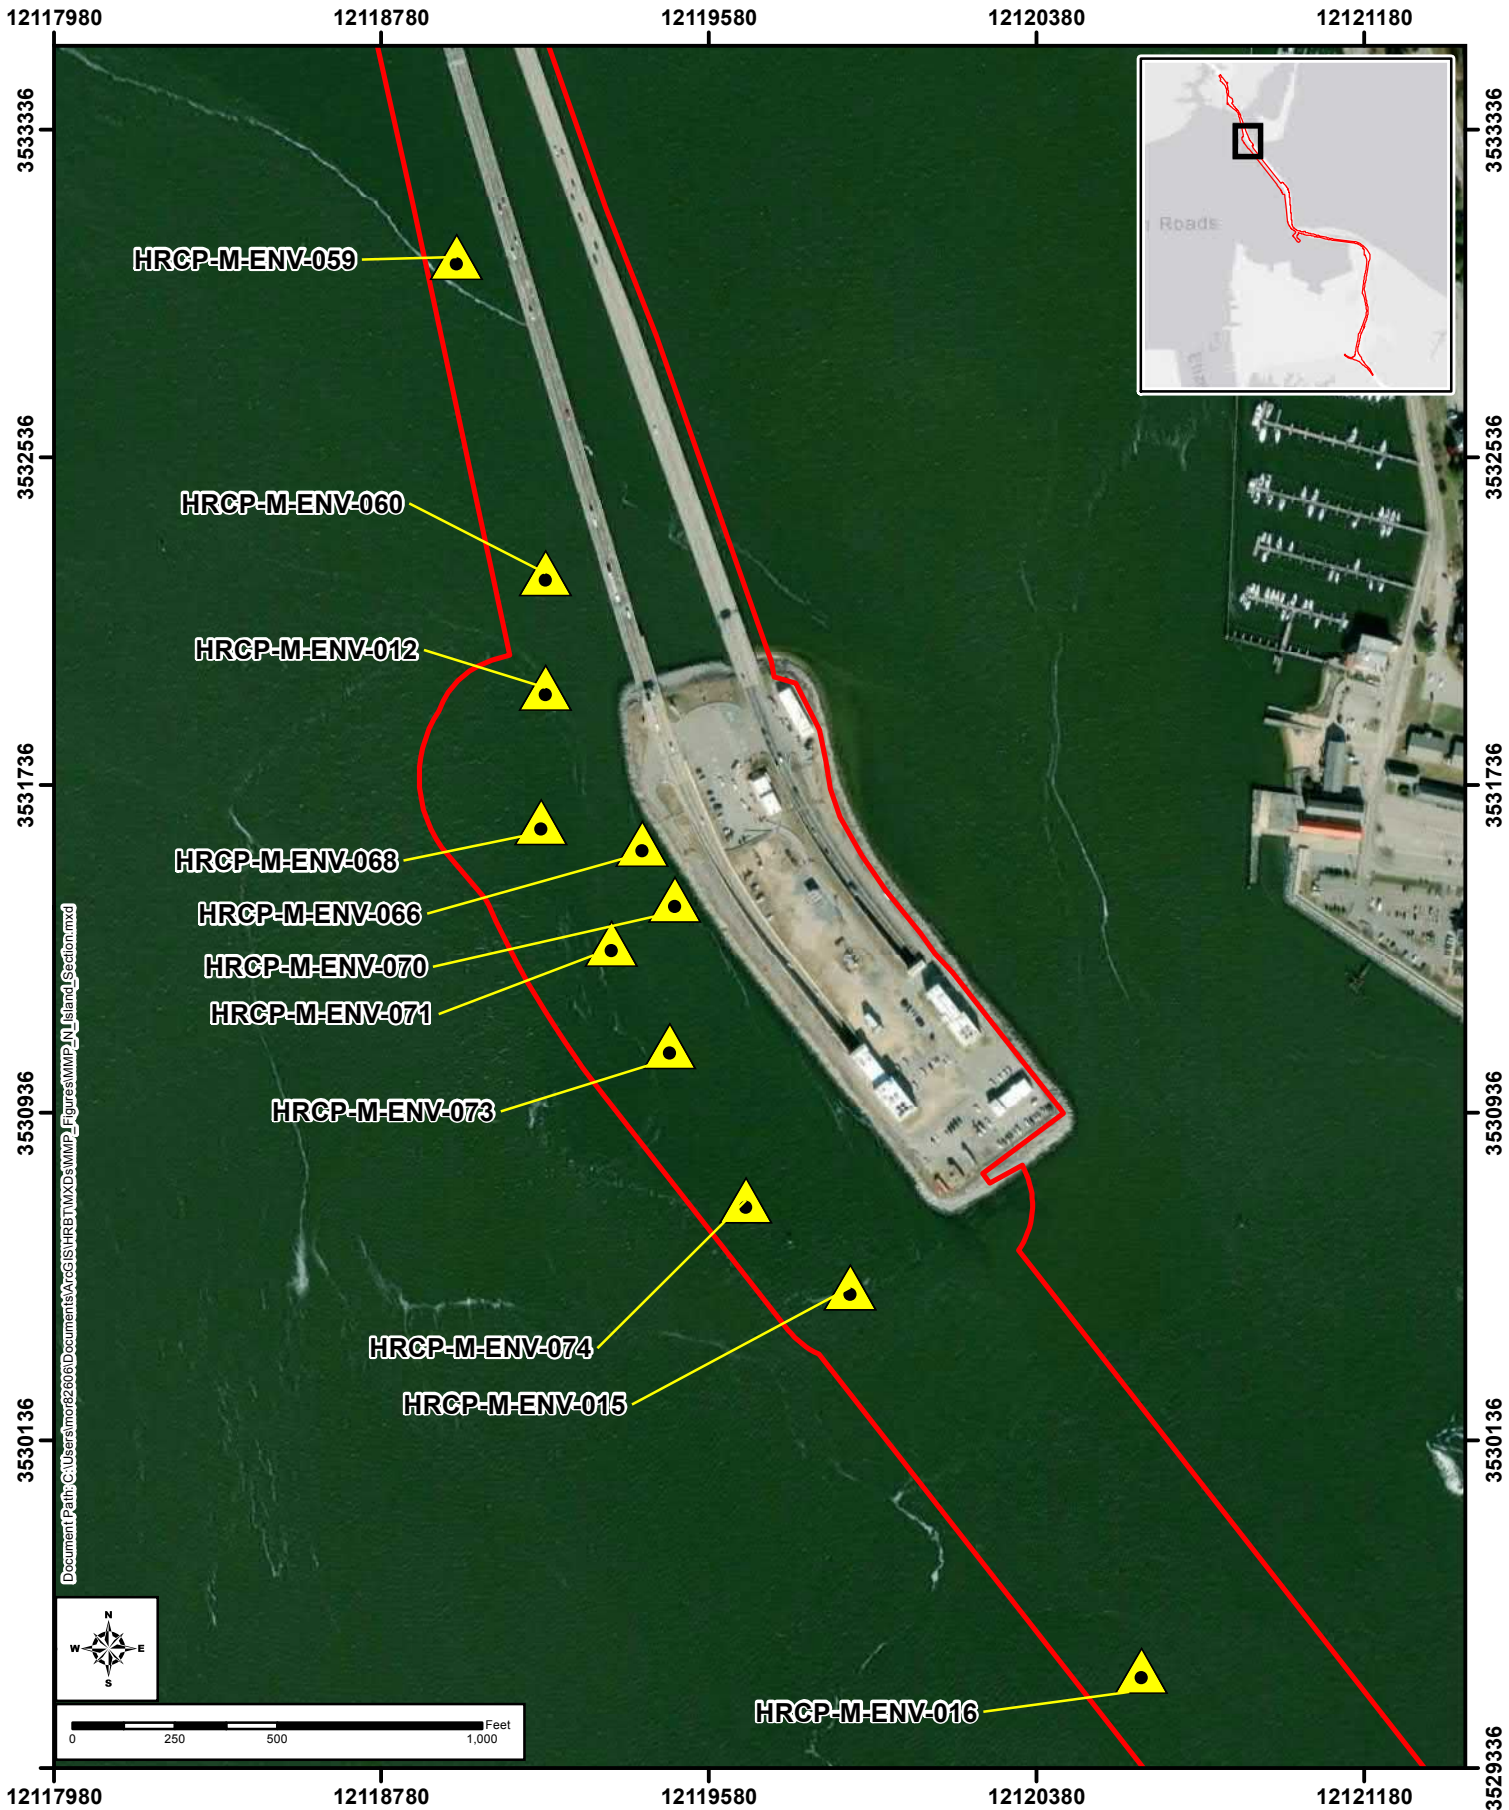 12117980 12118780 12119580 12120380 12121180
3533336 3533336
Roads
HRCP-M-ENV-059
3532536 3532536
HRCP-M-ENV-060
HRCP-M-ENV-012
3531736 3531736
HRCP-M-ENV-068
HRCP-M-ENV-066
HRCP-M-ENV-070
HRCP-M-ENV-071
HRCP-M-ENV-073
3530936 3530936
HRCP-M-ENV-074
HRCP-M-ENV-015
3530136 3530136
Document Path: C:\Users\mor82606\Documents\ArcGIS\HRBT\MXDs\MMP_Figures\MMP_N_Island_Section.mxd
N
W E
S
HRCP-M-ENV-016
Feet
0 250 500 1,000
3529336
12117980 12118780 12119580 12120380 12121180